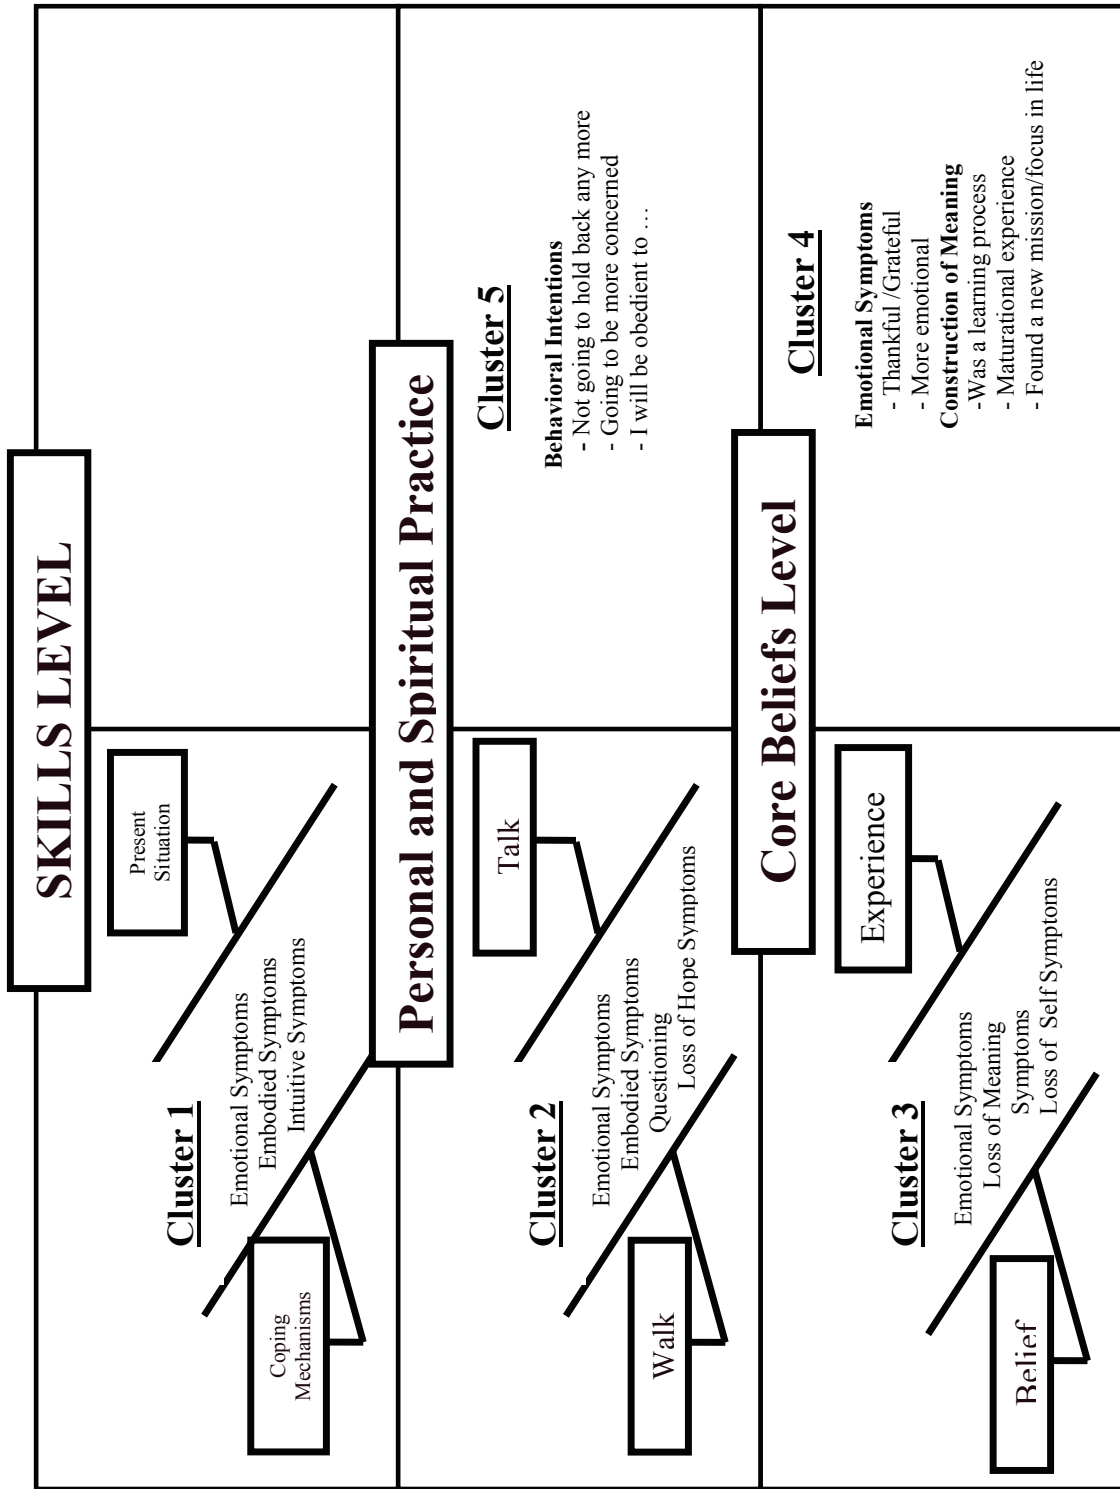 SKILLS LEVEL
Present
Situation
Cluster 1
Emotional Symptoms
Embodied Symptoms
Intuitive Symptoms
Coping
Mechanisms
Personal and Spiritual Practice
Talk
Cluster 2
Emotional Symptoms
Embodied Symptoms
Questioning
Loss of Hope Symptoms
Walk
Cluster 5
Behavioral Intentions
- Not going to hold back any more
- Going to be more concerned
- I will be obedient to …
Core Beliefs Level
Experience
Cluster 3
Emotional Symptoms
Loss of Meaning
Symptoms
Loss of Self Symptoms
Belief
Cluster 4
Emotional Symptoms
- Thankful /Grateful
- More emotional
Construction of Meaning
-Was a learning process
- Maturational experience
- Found a new mission/focus in life